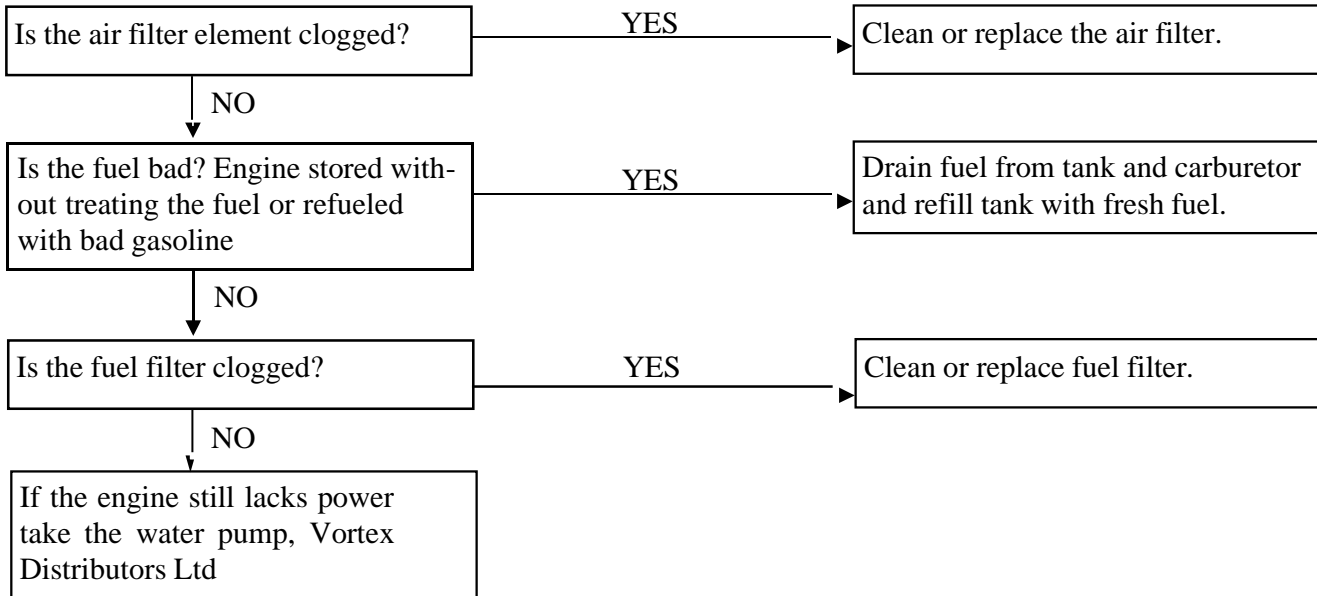 Is the air filter element clogged?
YES
Clean or replace the air filter.
NO
Is the fuel bad? Engine stored with-
out treating the fuel or refueled
with bad gasoline
YES
Drain fuel from tank and carburetor
and refill tank with fresh fuel.
NO
Is the fuel filter clogged?
YES
Clean or replace fuel filter.
NO
If the engine still lacks power
take the water pump, Vortex
Distributors Ltd